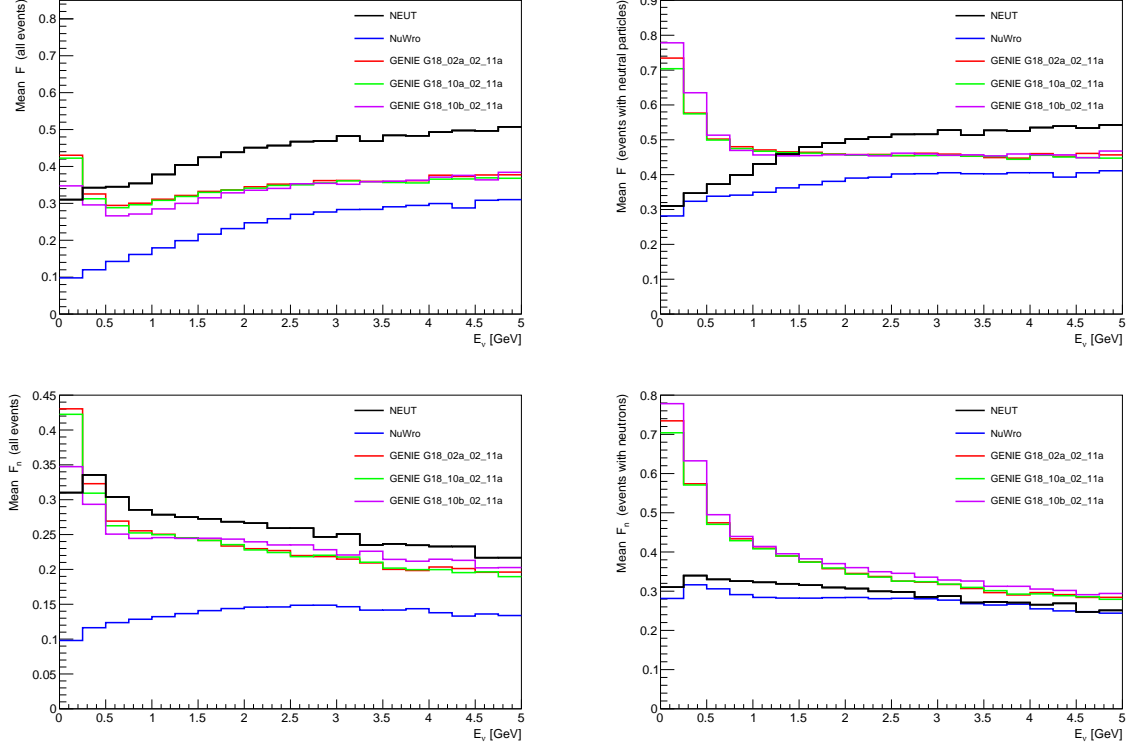 Mean F (all events)
0.8
0.7
0.6
0.5
0.4
0.3
0.2
0.1
0
NEUT
NuWro
GENIE G18_02a_02_11a
GENIE G18_10a_02_11a
GENIE G18_10b_02_11a
0 0.5 1 1.5 2 2.5 3 3.5 4 4.5 5
E_ν [GeV]
Mean F (events with neutral particles)
0.9
0.8
0.7
0.6
0.5
0.4
0.3
0.2
0.1
0
NEUT
NuWro
GENIE G18_02a_02_11a
GENIE G18_10a_02_11a
GENIE G18_10b_02_11a
0 0.5 1 1.5 2 2.5 3 3.5 4 4.5 5
E_ν [GeV]
Mean F_n (all events)
0.45
0.4
0.35
0.3
0.25
0.2
0.15
0.1
0.05
0
NEUT
NuWro
GENIE G18_02a_02_11a
GENIE G18_10a_02_11a
GENIE G18_10b_02_11a
0 0.5 1 1.5 2 2.5 3 3.5 4 4.5 5
E_ν [GeV]
Mean F_n (events with neutrons)
0.8
0.7
0.6
0.5
0.4
0.3
0.2
0.1
0
NEUT
NuWro
GENIE G18_02a_02_11a
GENIE G18_10a_02_11a
GENIE G18_10b_02_11a
0 0.5 1 1.5 2 2.5 3 3.5 4 4.5 5
E_ν [GeV]